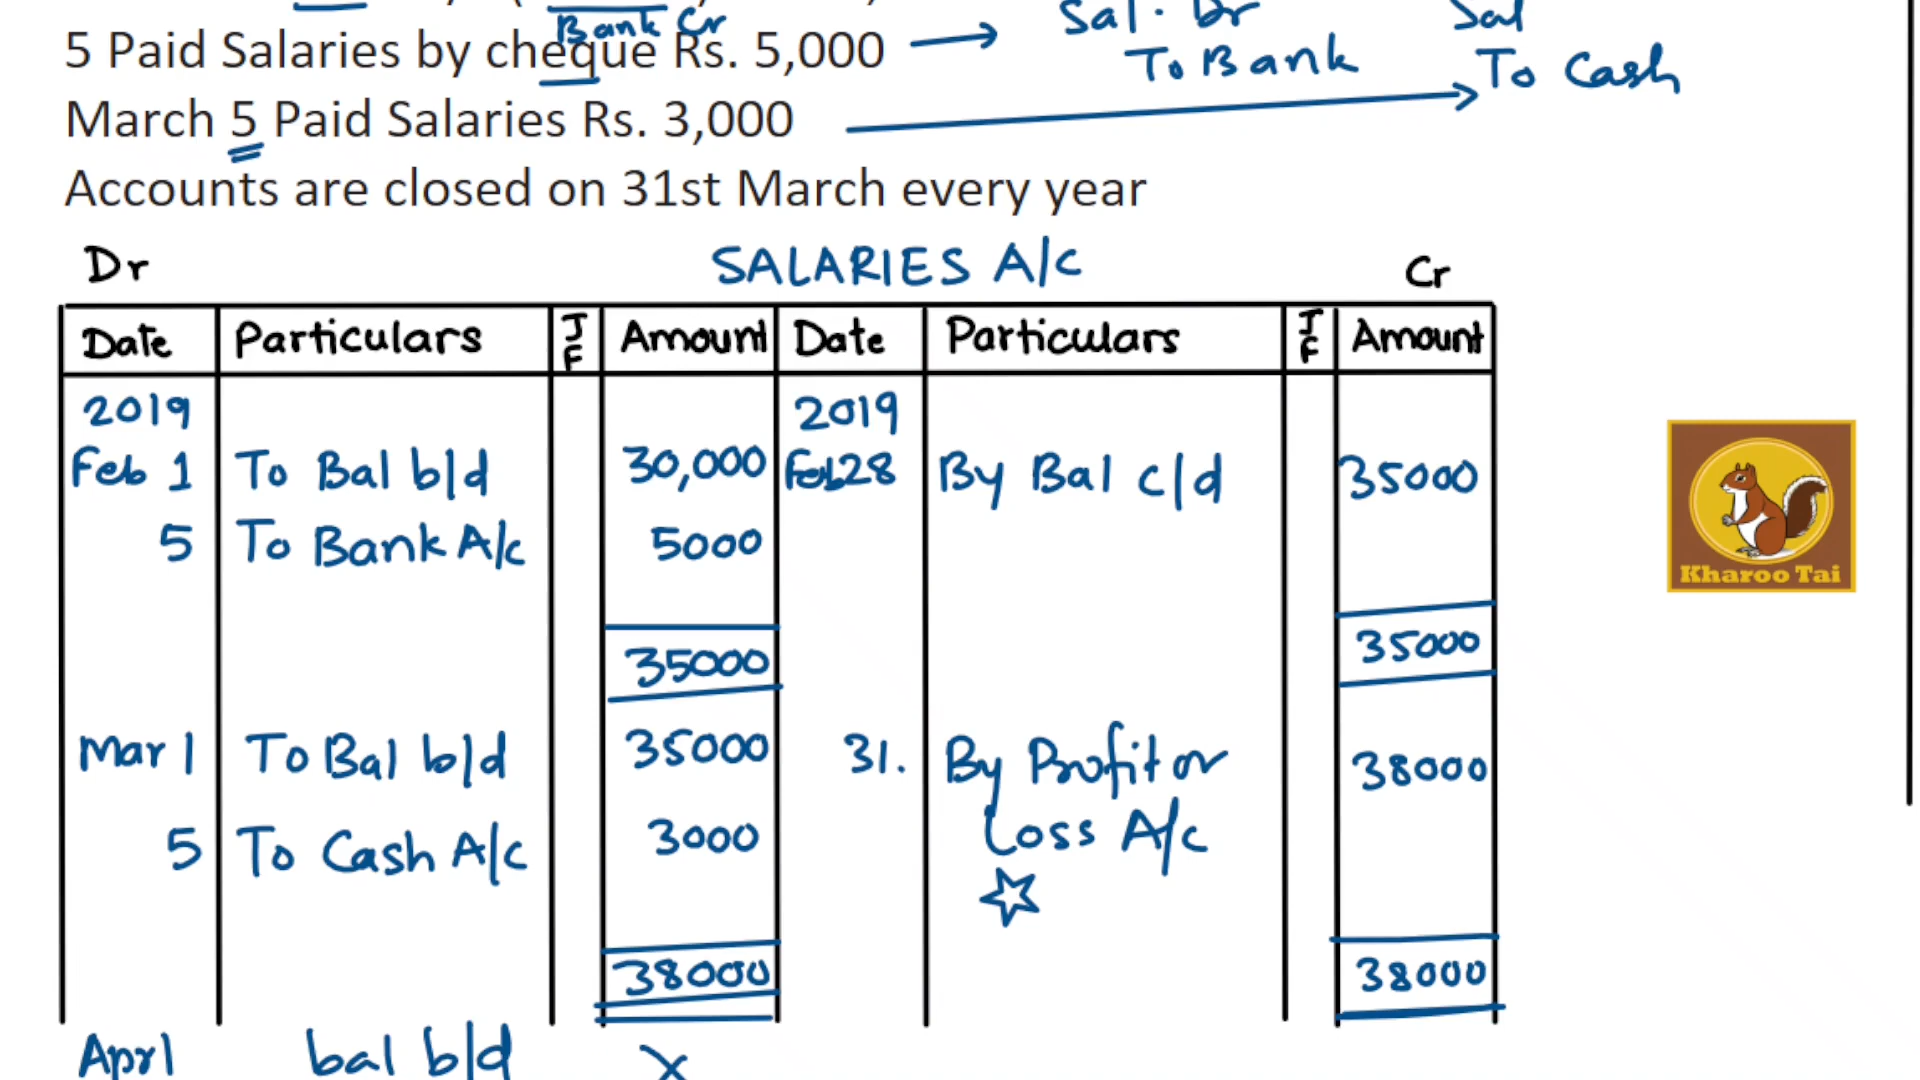 Bank Cr
Sal. Dr
Sal
5 Paid Salaries by cheque Rs. 5,000
To Bank
To Cash
March 5 Paid Salaries Rs. 3,000
Accounts are closed on 31st March every year
Dr SALARIES A/c Cr
Date Particulars JF Amount Date Particulars JF Amount
2019 2019
Feb 1 To Bal b/d 30,000 Feb28 By Bal c/d 35000
5 To Bank A/c 5000
35000 35000
Mar 1 To Bal b/d 35000 31. By Profit or 38000
Loss A/c
5 To Cash A/c 3000
38000 38000
Apr 1 bal b/d X
Kharoo Tai